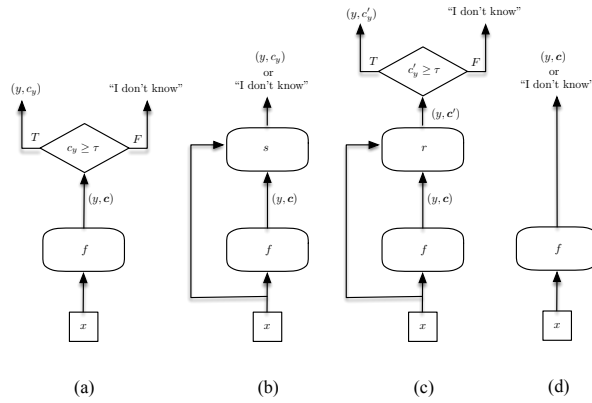 (y, c_y)
"I don't know"
T
c_y ≥ τ
F
(y, c)
f
x
(a)
(y, c_y)
or
"I don't know"
s
(y, c)
f
x
(b)
(y, c′_y)
"I don't know"
T
c′_y ≥ τ
F
(y, c′)
r
(y, c)
f
x
(c)
(y, c)
or
"I don't know"
f
x
(d)